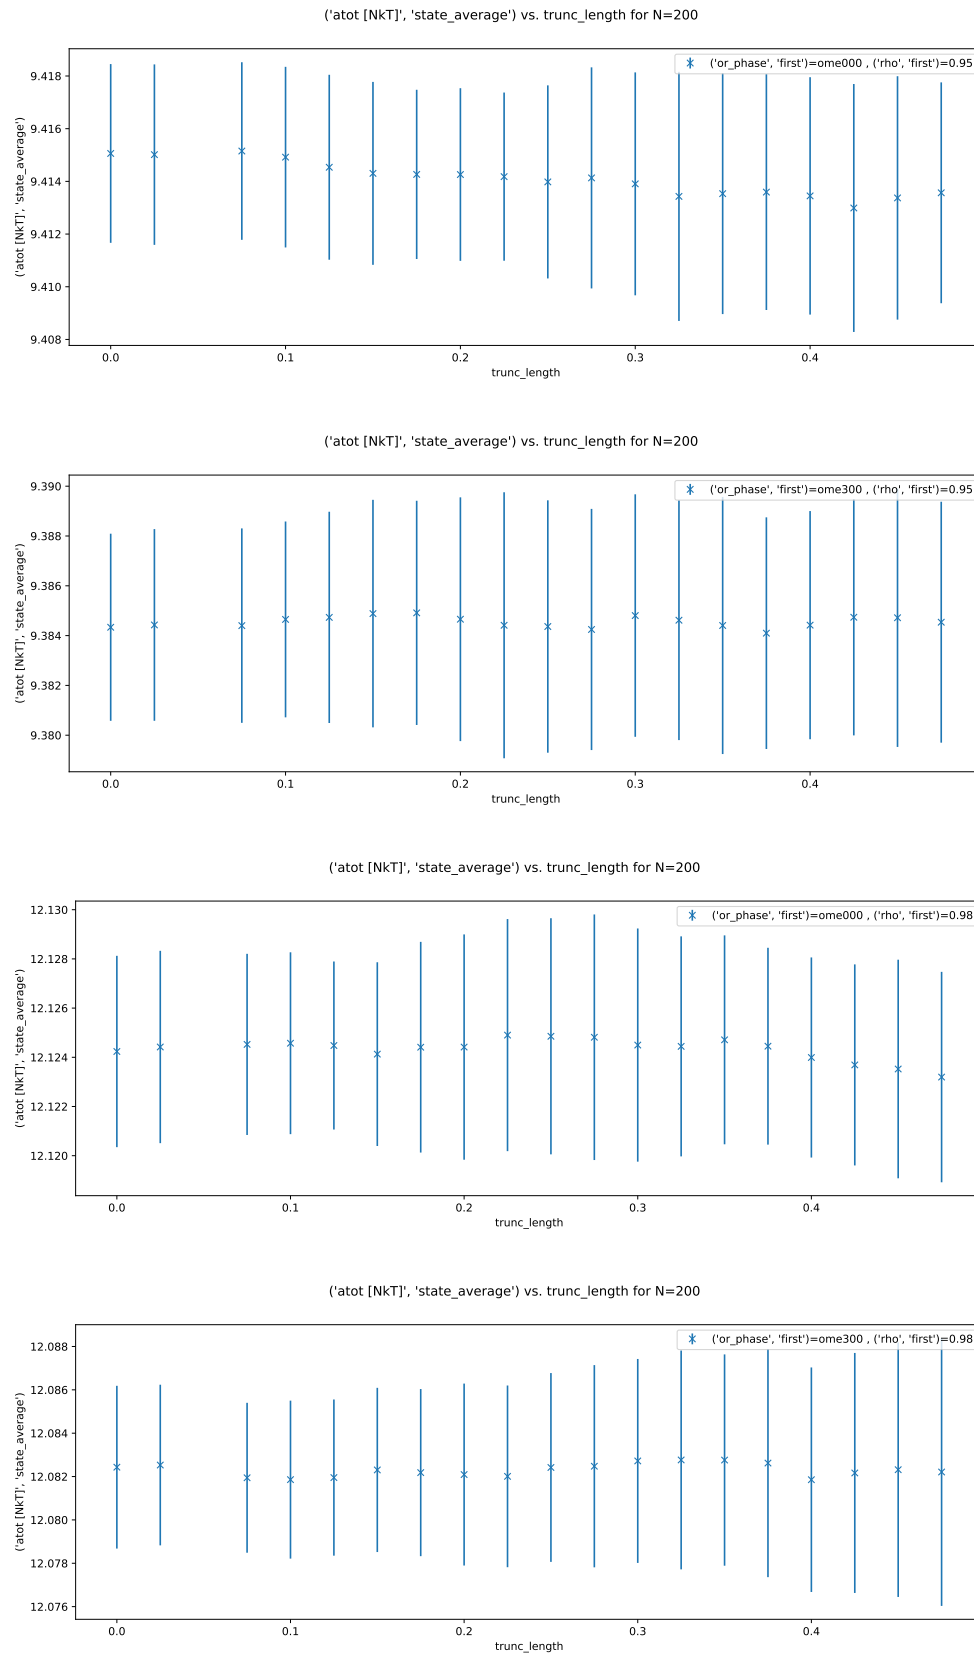 ('atot [NkT]', 'state_average') vs. trunc_length for N=200
('or_phase', 'first')=ome000 , ('rho', 'first')=0.95
('atot [NkT]', 'state_average')
9.418
9.416
9.414
9.412
9.410
9.408
0.0 0.1 0.2 0.3 0.4
trunc_length
('atot [NkT]', 'state_average') vs. trunc_length for N=200
('or_phase', 'first')=ome300 , ('rho', 'first')=0.95
('atot [NkT]', 'state_average')
9.390
9.388
9.386
9.384
9.382
9.380
0.0 0.1 0.2 0.3 0.4
trunc_length
('atot [NkT]', 'state_average') vs. trunc_length for N=200
('or_phase', 'first')=ome000 , ('rho', 'first')=0.98
('atot [NkT]', 'state_average')
12.130
12.128
12.126
12.124
12.122
12.120
0.0 0.1 0.2 0.3 0.4
trunc_length
('atot [NkT]', 'state_average') vs. trunc_length for N=200
('or_phase', 'first')=ome300 , ('rho', 'first')=0.98
('atot [NkT]', 'state_average')
12.088
12.086
12.084
12.082
12.080
12.078
12.076
0.0 0.1 0.2 0.3 0.4
trunc_length